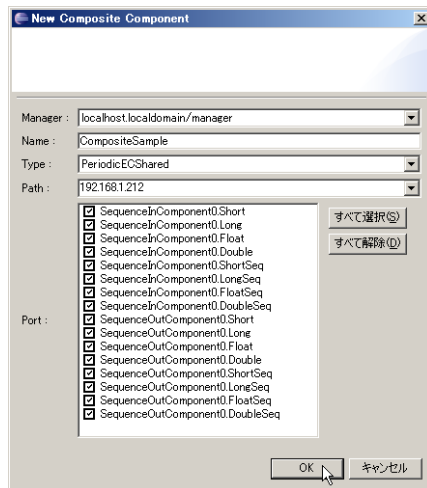 New Composite Component
Manager : localhost.localdomain/manager
Name : CompositeSample
Type : PeriodicECShared
Path : 192.168.1.212
Port :
SequenceInComponent0.Short
SequenceInComponent0.Long
SequenceInComponent0.Float
SequenceInComponent0.Double
SequenceInComponent0.ShortSeq
SequenceInComponent0.LongSeq
SequenceInComponent0.FloatSeq
SequenceInComponent0.DoubleSeq
SequenceOutComponent0.Short
SequenceOutComponent0.Long
SequenceOutComponent0.Float
SequenceOutComponent0.Double
SequenceOutComponent0.ShortSeq
SequenceOutComponent0.LongSeq
SequenceOutComponent0.FloatSeq
SequenceOutComponent0.DoubleSeq
すべて選択(S)
すべて解除(D)
OK
キャンセル